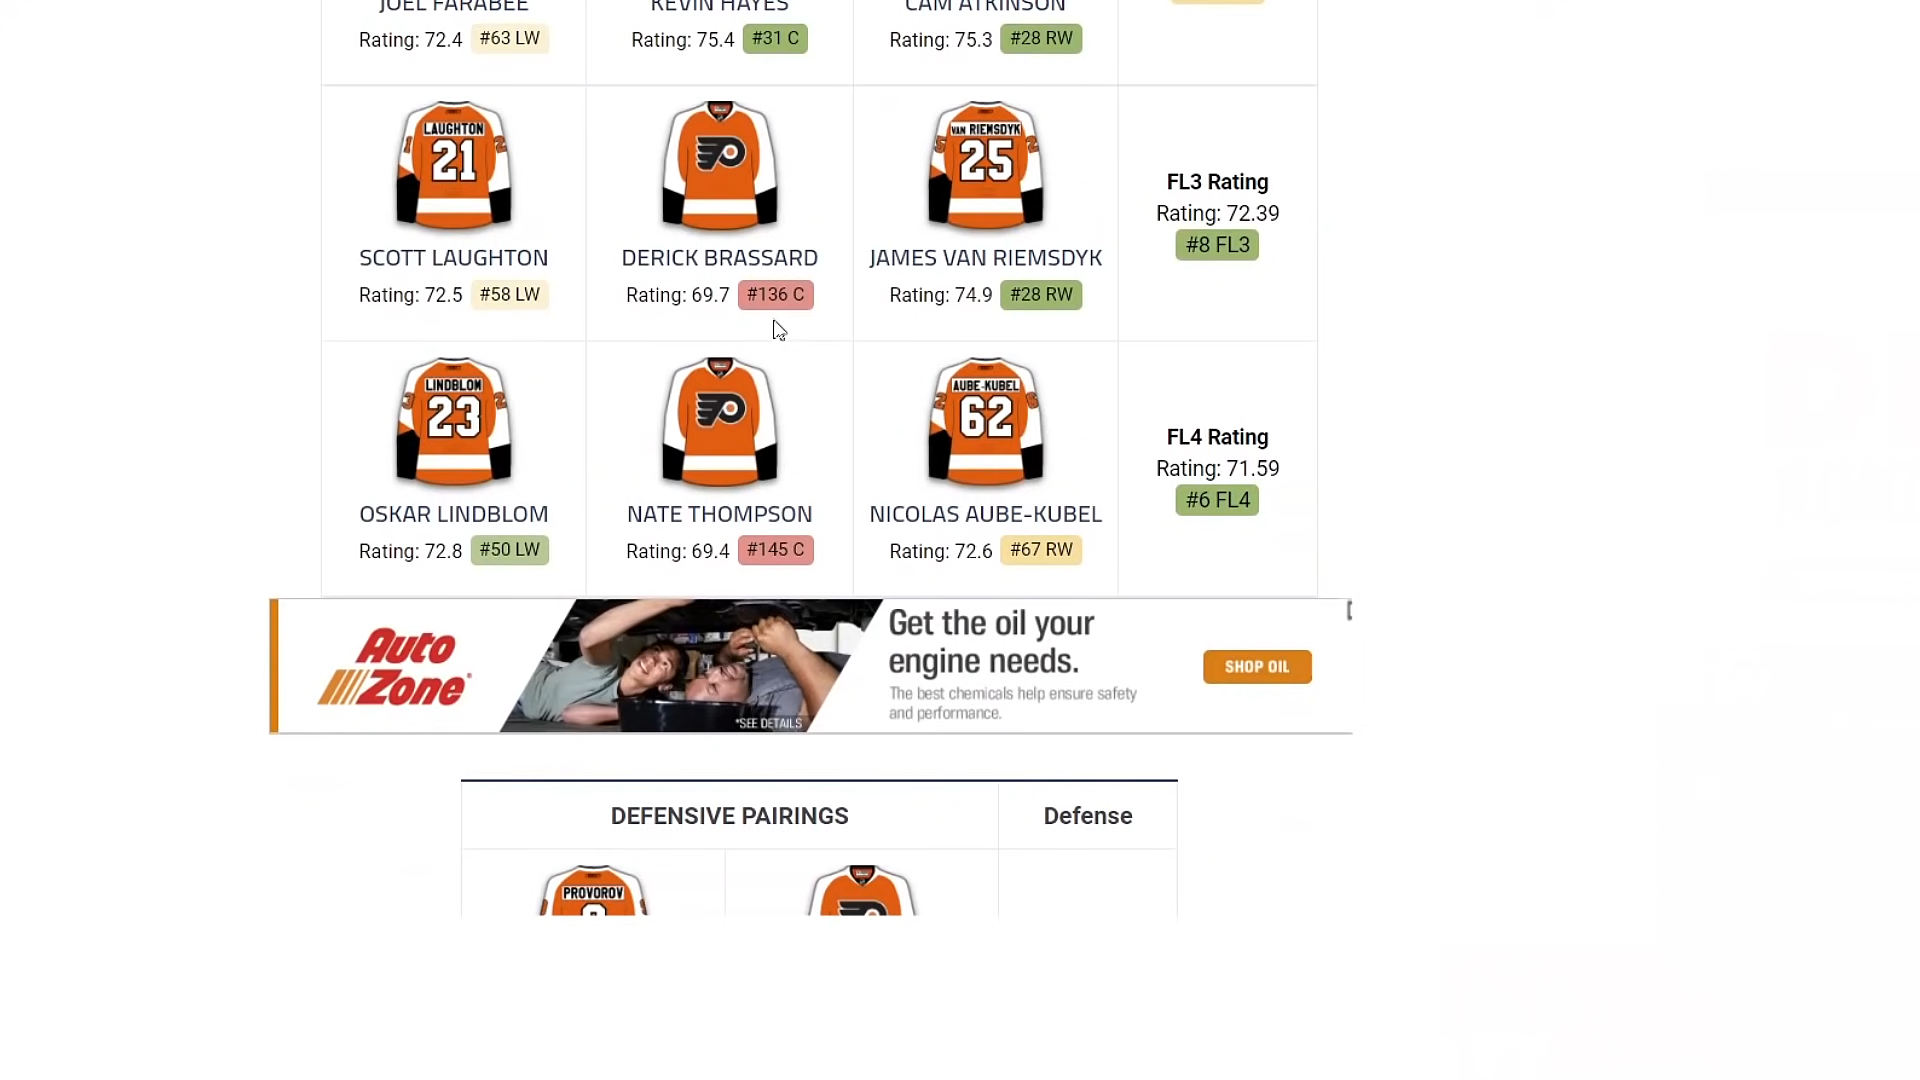 JOEL FARABEE
KEVIN HAYES
CAM ATKINSON
Rating: 72.4 #63 LW
Rating: 75.4 #31 C
Rating: 75.3 #28 RW
LAUGHTON
21
VAN RIEMSDYK
25
SCOTT LAUGHTON
DERICK BRASSARD
JAMES VAN RIEMSDYK
Rating: 72.5 #58 LW
Rating: 69.7 #136 C
Rating: 74.9 #28 RW
FL3 Rating
Rating: 72.39
#8 FL3
LINDBLOM
23
AUBE-KUBEL
62
OSKAR LINDBLOM
NATE THOMPSON
NICOLAS AUBE-KUBEL
Rating: 72.8 #50 LW
Rating: 69.4 #145 C
Rating: 72.6 #67 RW
FL4 Rating
Rating: 71.59
#6 FL4
Auto
Zone
*SEE DETAILS
Get the oil your
engine needs.
The best chemicals help ensure safety
and performance.
SHOP OIL
DEFENSIVE PAIRINGS
Defense
PROVOROV